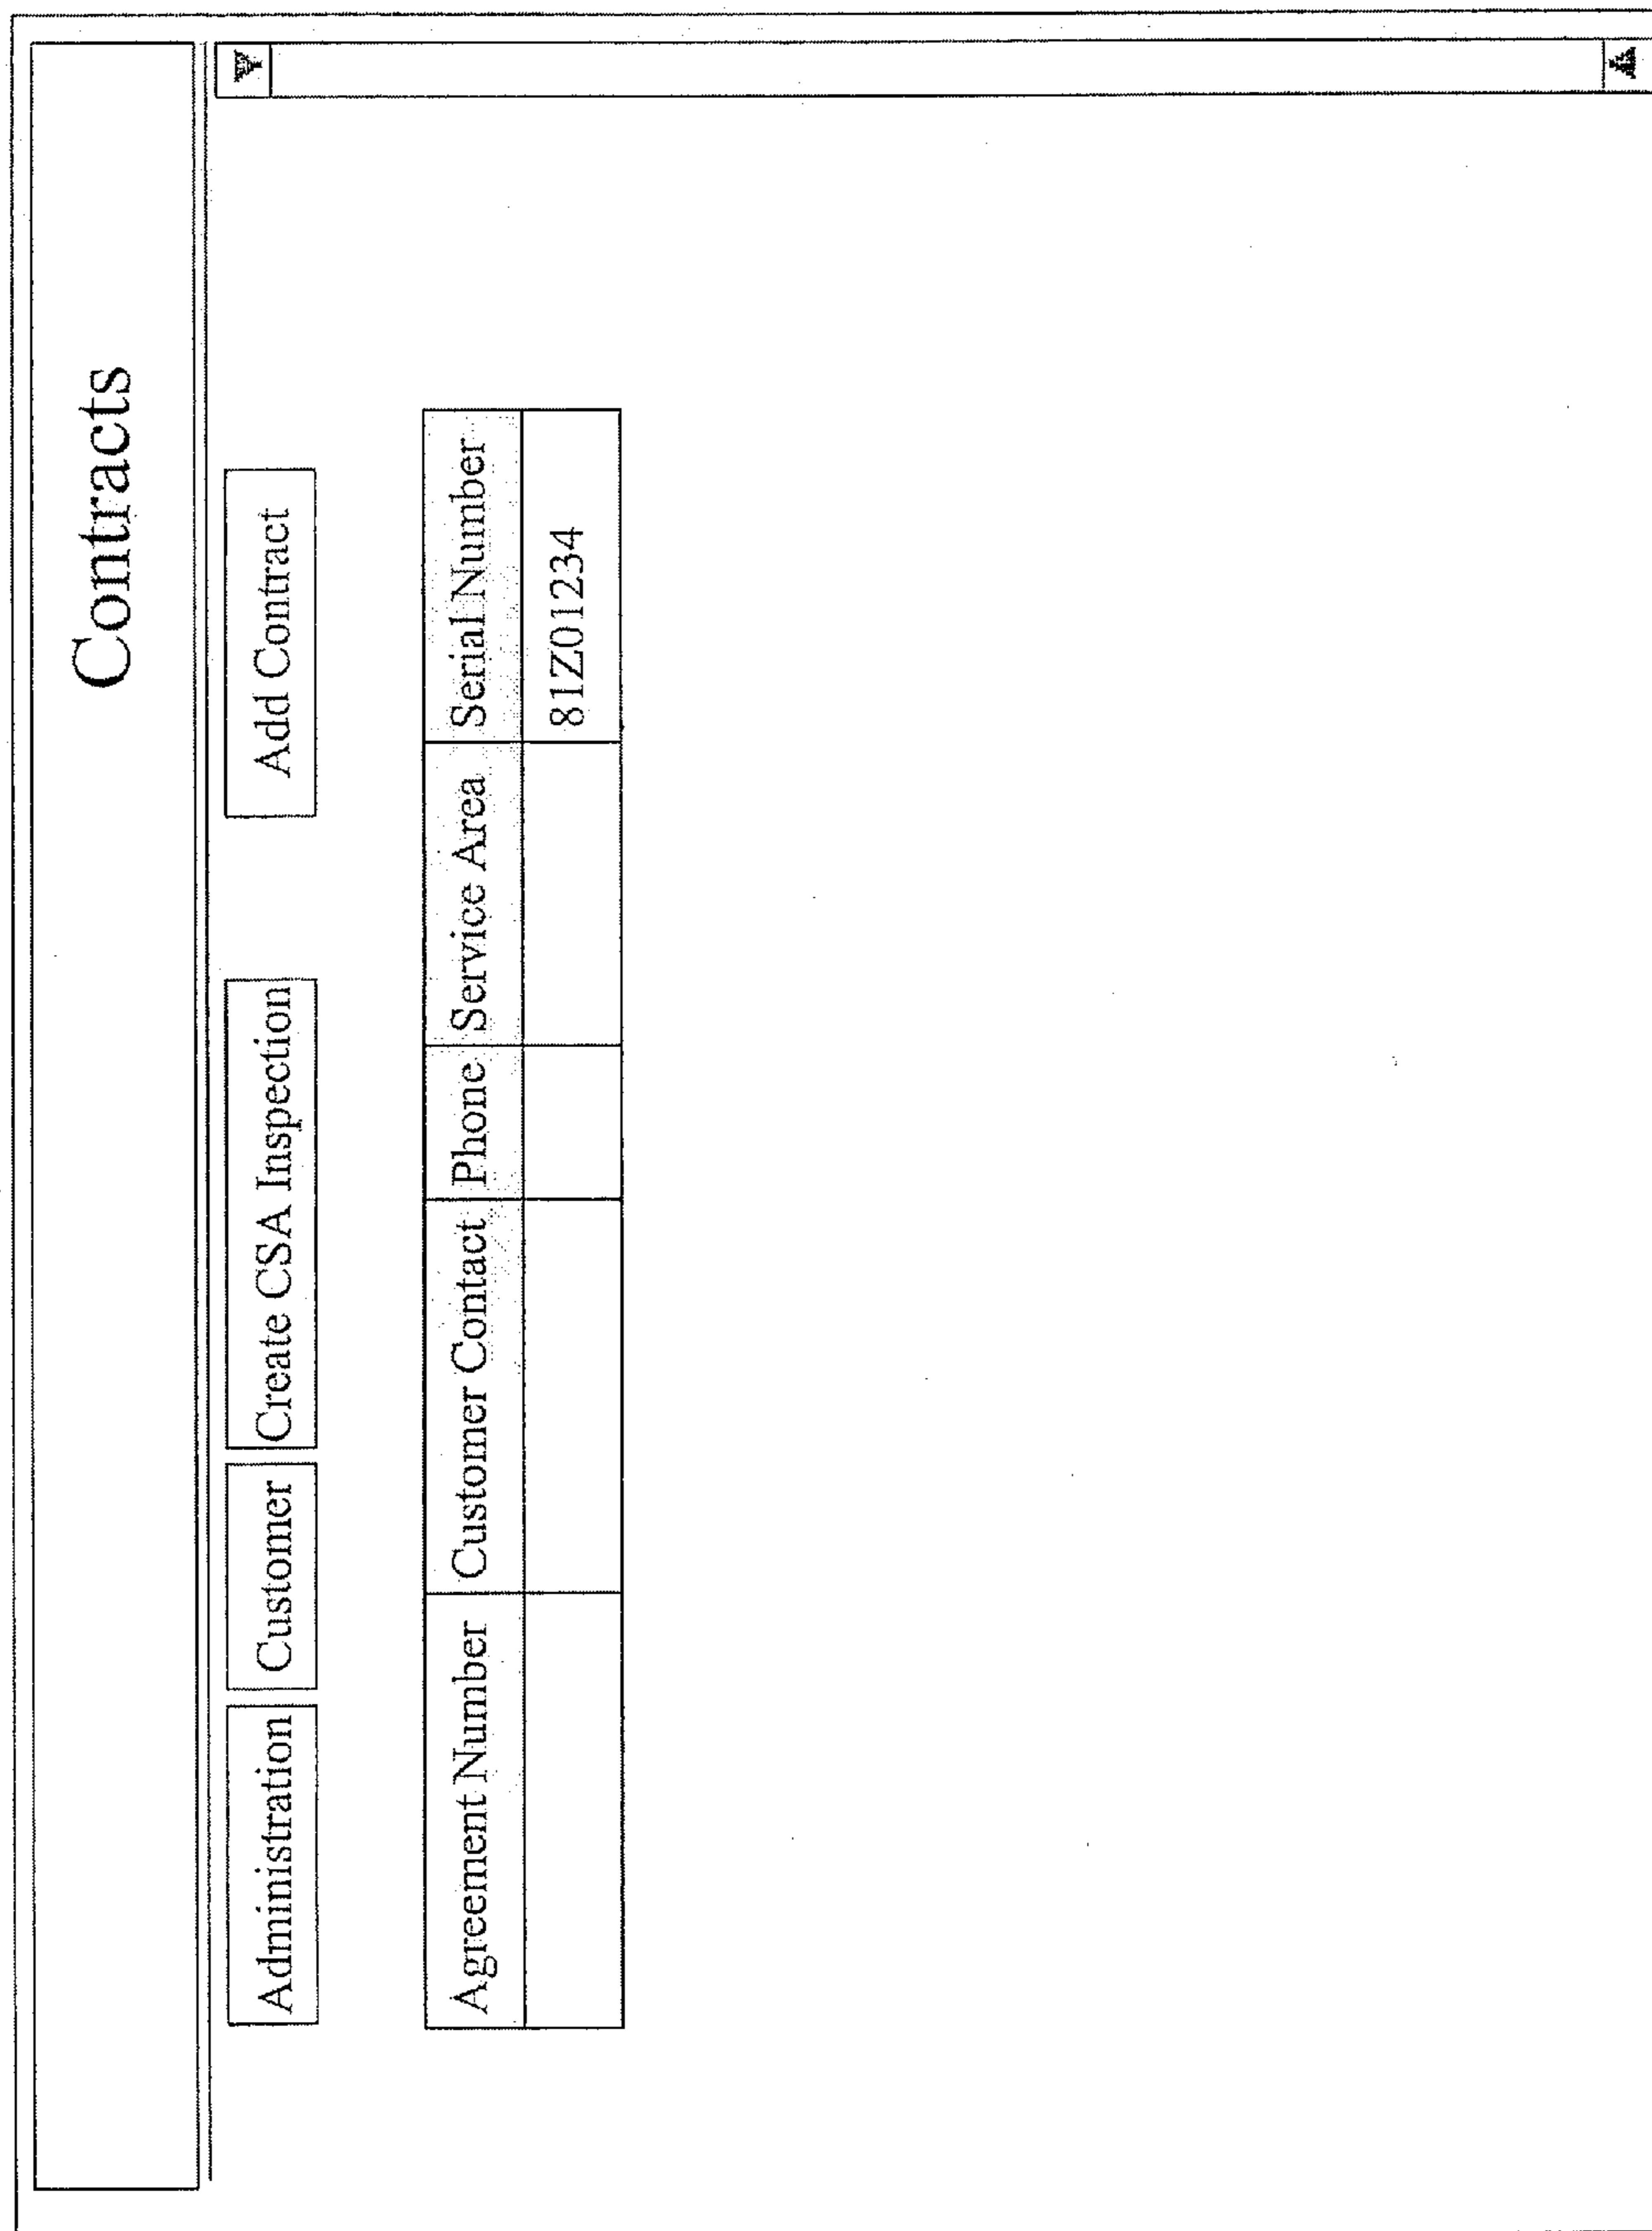 Contracts
Administration Customer Create CSA Inspection Add Contract
Agreement Number Customer Contact Phone Service Area Serial Number
81Z01234